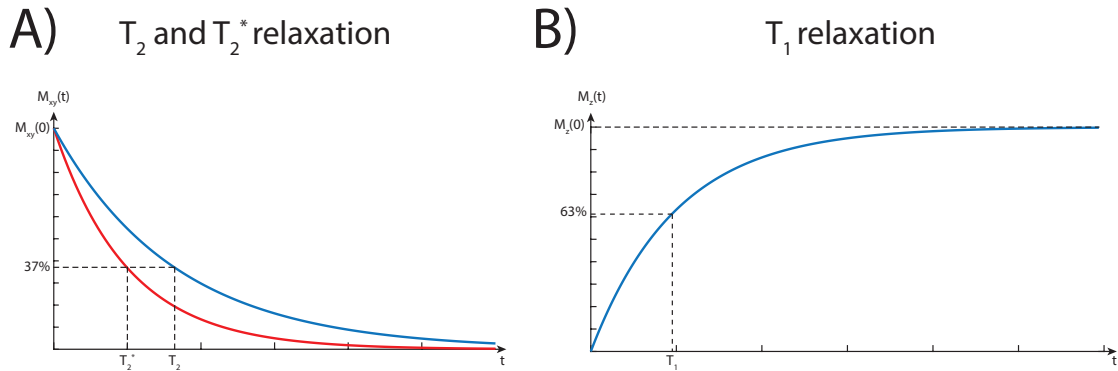 A)
T₂ and T₂* relaxation
Mxy(t)
Mxy(0)
37%
T₂*
T₂
t
B)
T₁ relaxation
Mz(t)
Mz(0)
63%
T₁
t